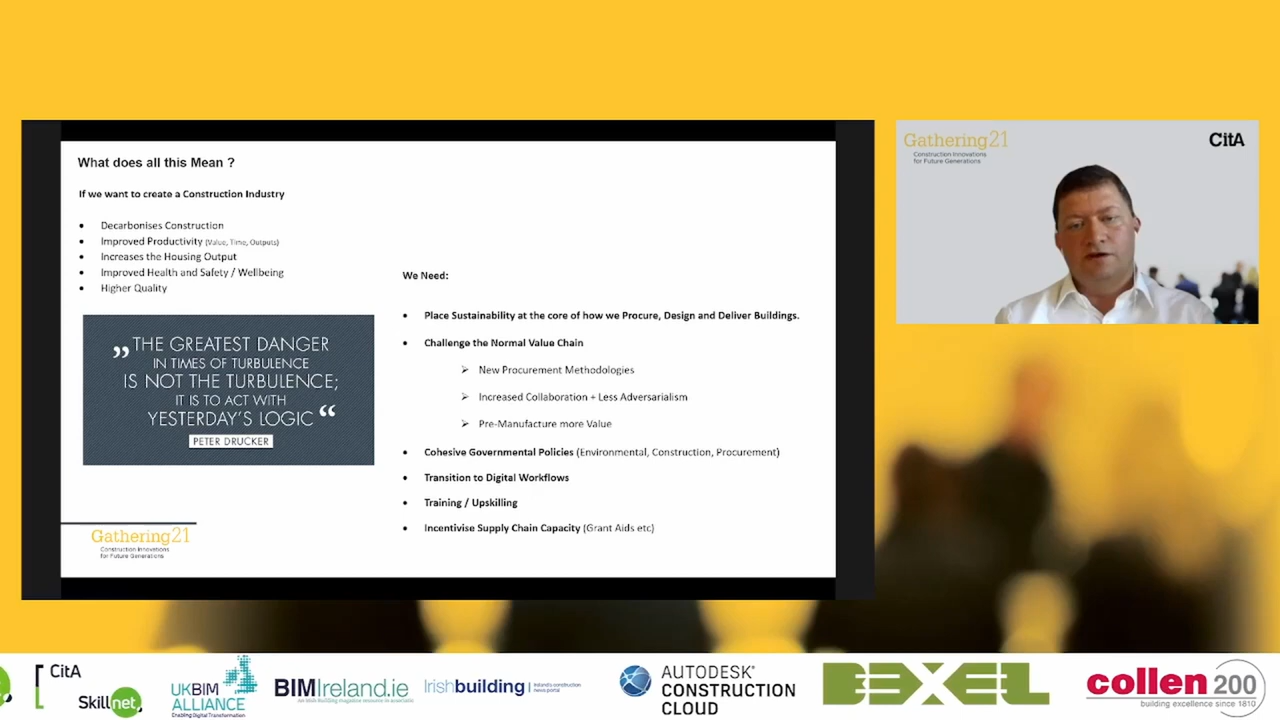 What does all this Mean ?
If we want to create a Construction Industry
• Decarbonises Construction
• Improved Productivity (Value, Time, Outputs)
• Increases the Housing Output
• Improved Health and Safety / Wellbeing
• Higher Quality
„ THE GREATEST DANGER
IN TIMES OF TURBULENCE
IS NOT THE TURBULENCE;
IT IS TO ACT WITH
YESTERDAY'S LOGIC “
PETER DRUCKER
We Need:
• Place Sustainability at the core of how we Procure, Design and Deliver Buildings.
• Challenge the Normal Value Chain
➢ New Procurement Methodologies
➢ Increased Collaboration + Less Adversarialism
➢ Pre-Manufacture more Value
• Cohesive Governmental Policies (Environmental, Construction, Procurement)
• Transition to Digital Workflows
• Training / Upskilling
• Incentivise Supply Chain Capacity (Grant Aids etc)
Gathering21
Construction Innovations
for Future Generations
Gathering21
Construction Innovations
for Future Generations
CitA
CitA
Skillnet
UKBIM
ALLIANCE
Enabling Digital Transformation
BIMIreland.ie
Irishbuilding
Ireland's construction
news portal
AUTODESK®
CONSTRUCTION
CLOUD
BEXEL
collen 200
building excellence since 1810